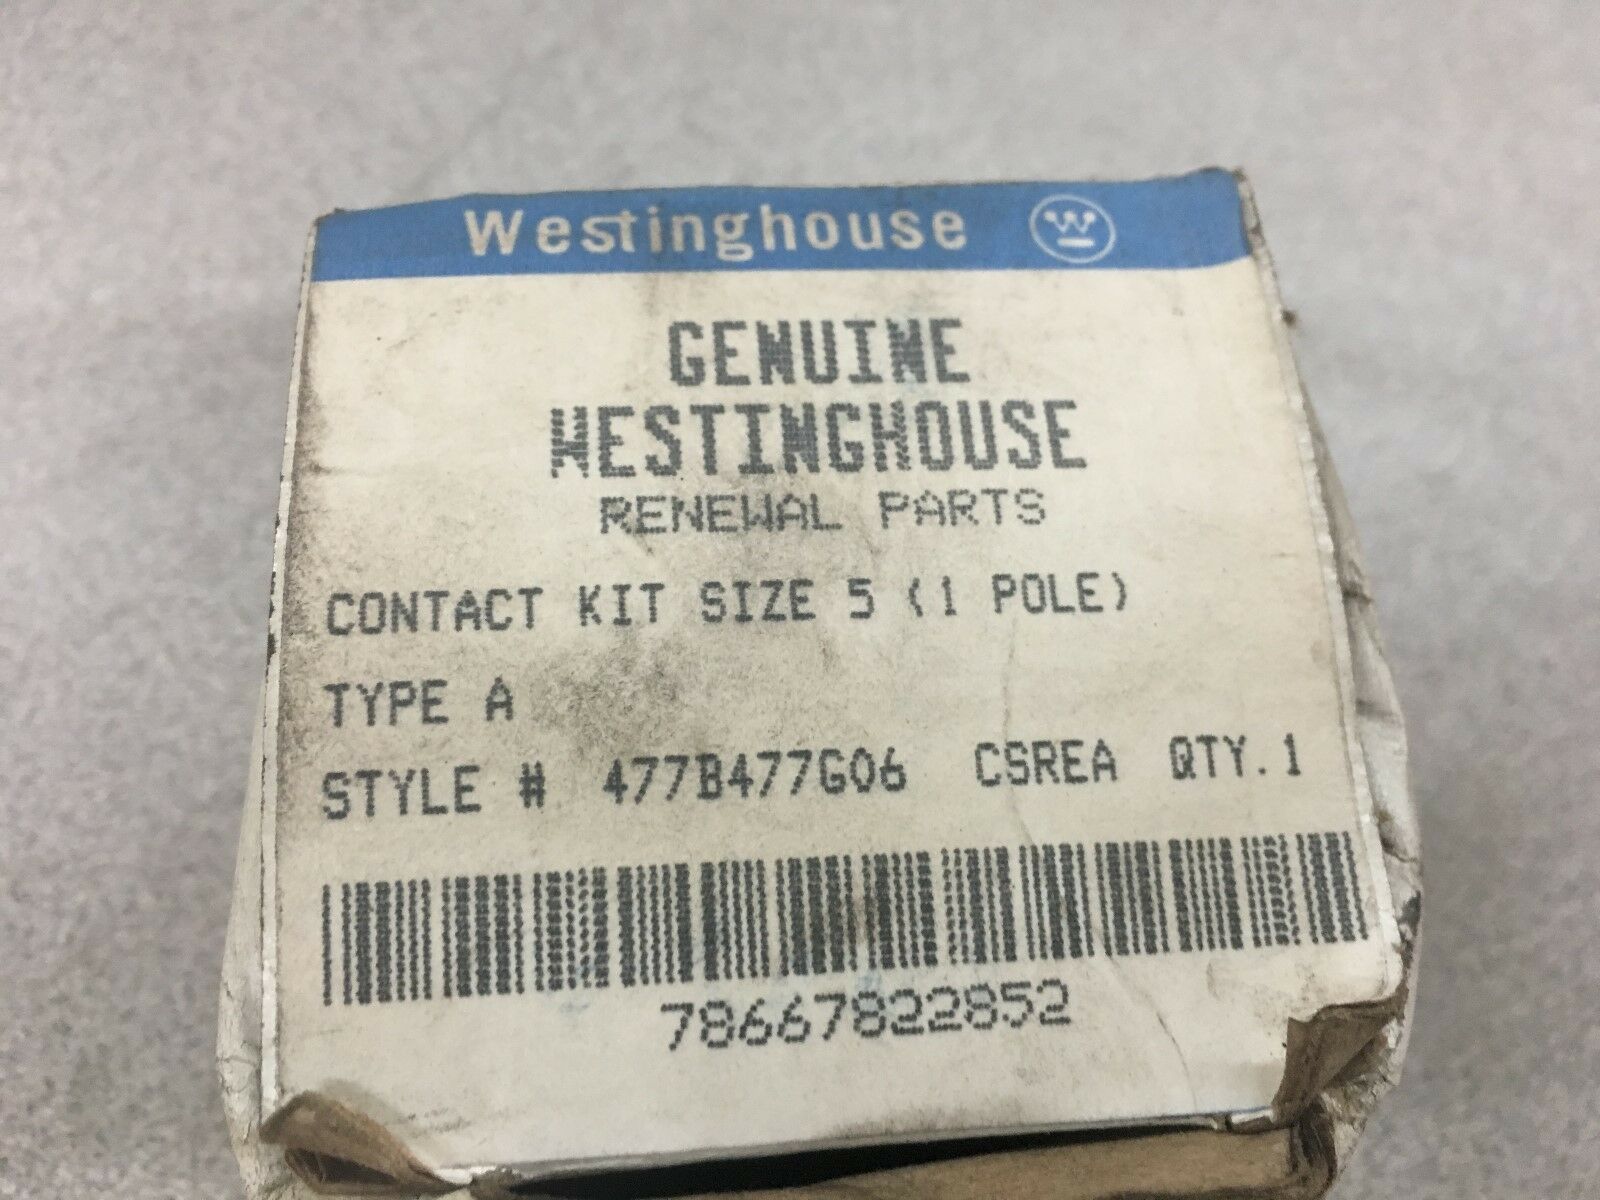 Westinghouse W
GENUINE
WESTINGHOUSE
RENEWAL PARTS
CONTACT KIT SIZE 5 (1 POLE)
TYPE A
STYLE # 477B477G06 CSREA QTY.1
78667822852